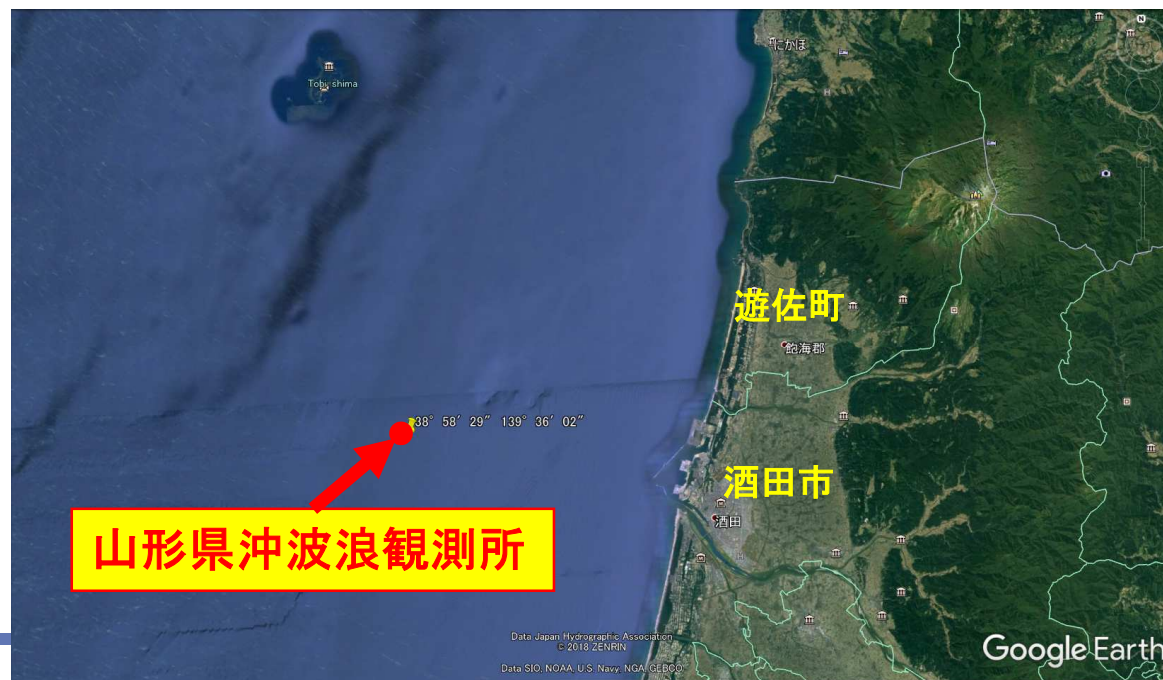 にかほ
Tobishima
遊佐町
飽海郡
38° 58′ 29″ 139° 36′ 02″
酒田市
酒田
山形県沖波浪観測所
Data Japan Hydrographic Association
© 2018 ZENRIN
Data SIO, NOAA, U.S. Navy, NGA, GEBCO
Google Earth
N